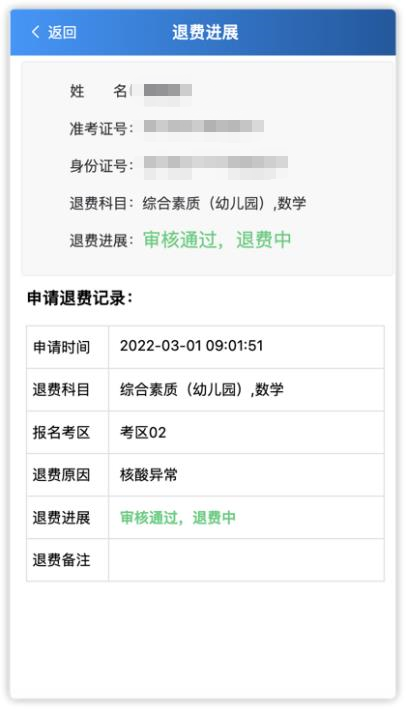 返回 退费进展
姓 名:
准考证号:
身份证号:
退费科目: 综合素质（幼儿园）,数学
退费进展: 审核通过，退费中
申请退费记录:
申请时间 2022-03-01 09:01:51
退费科目 综合素质（幼儿园）,数学
报名考区 考区02
退费原因 核酸异常
退费进展 审核通过，退费中
退费备注